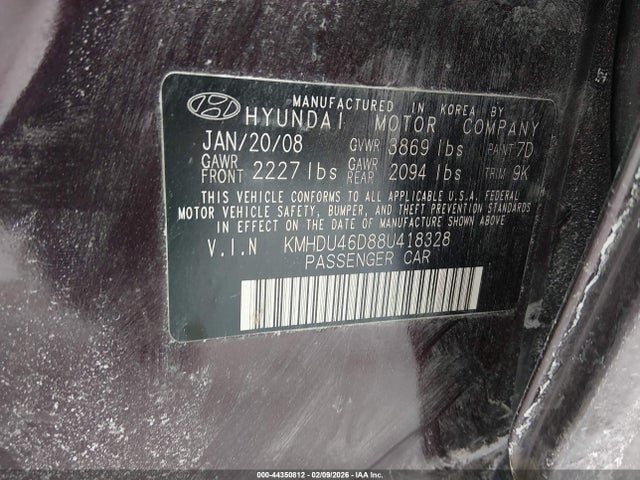 MANUFACTURED IN KOREA BY
HYUNDAI MOTOR COMPANY
JAN/20/08 GVWR 3869 lbs PAINT 7D
GAWR FRONT 2227 lbs GAWR REAR 2094 lbs TRIM 9K
THIS VEHICLE CONFORMS TO ALL APPLICABLE U.S.A. FEDERAL
MOTOR VEHICLE SAFETY, BUMPER, AND THEFT PREVENTION STANDARDS
IN EFFECT ON THE DATE OF MANUFACTURE SHOWN ABOVE
V.I.N KMHDU46D88U418328
PASSENGER CAR
000-44350812 - 02/09/2026 - ©IAA Inc.